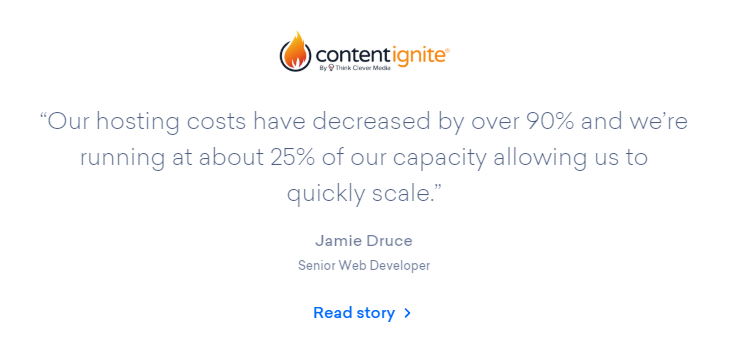 contentignite®
By Think Clever Media
“Our hosting costs have decreased by over 90% and we’re
running at about 25% of our capacity allowing us to
quickly scale.”
Jamie Druce
Senior Web Developer
Read story